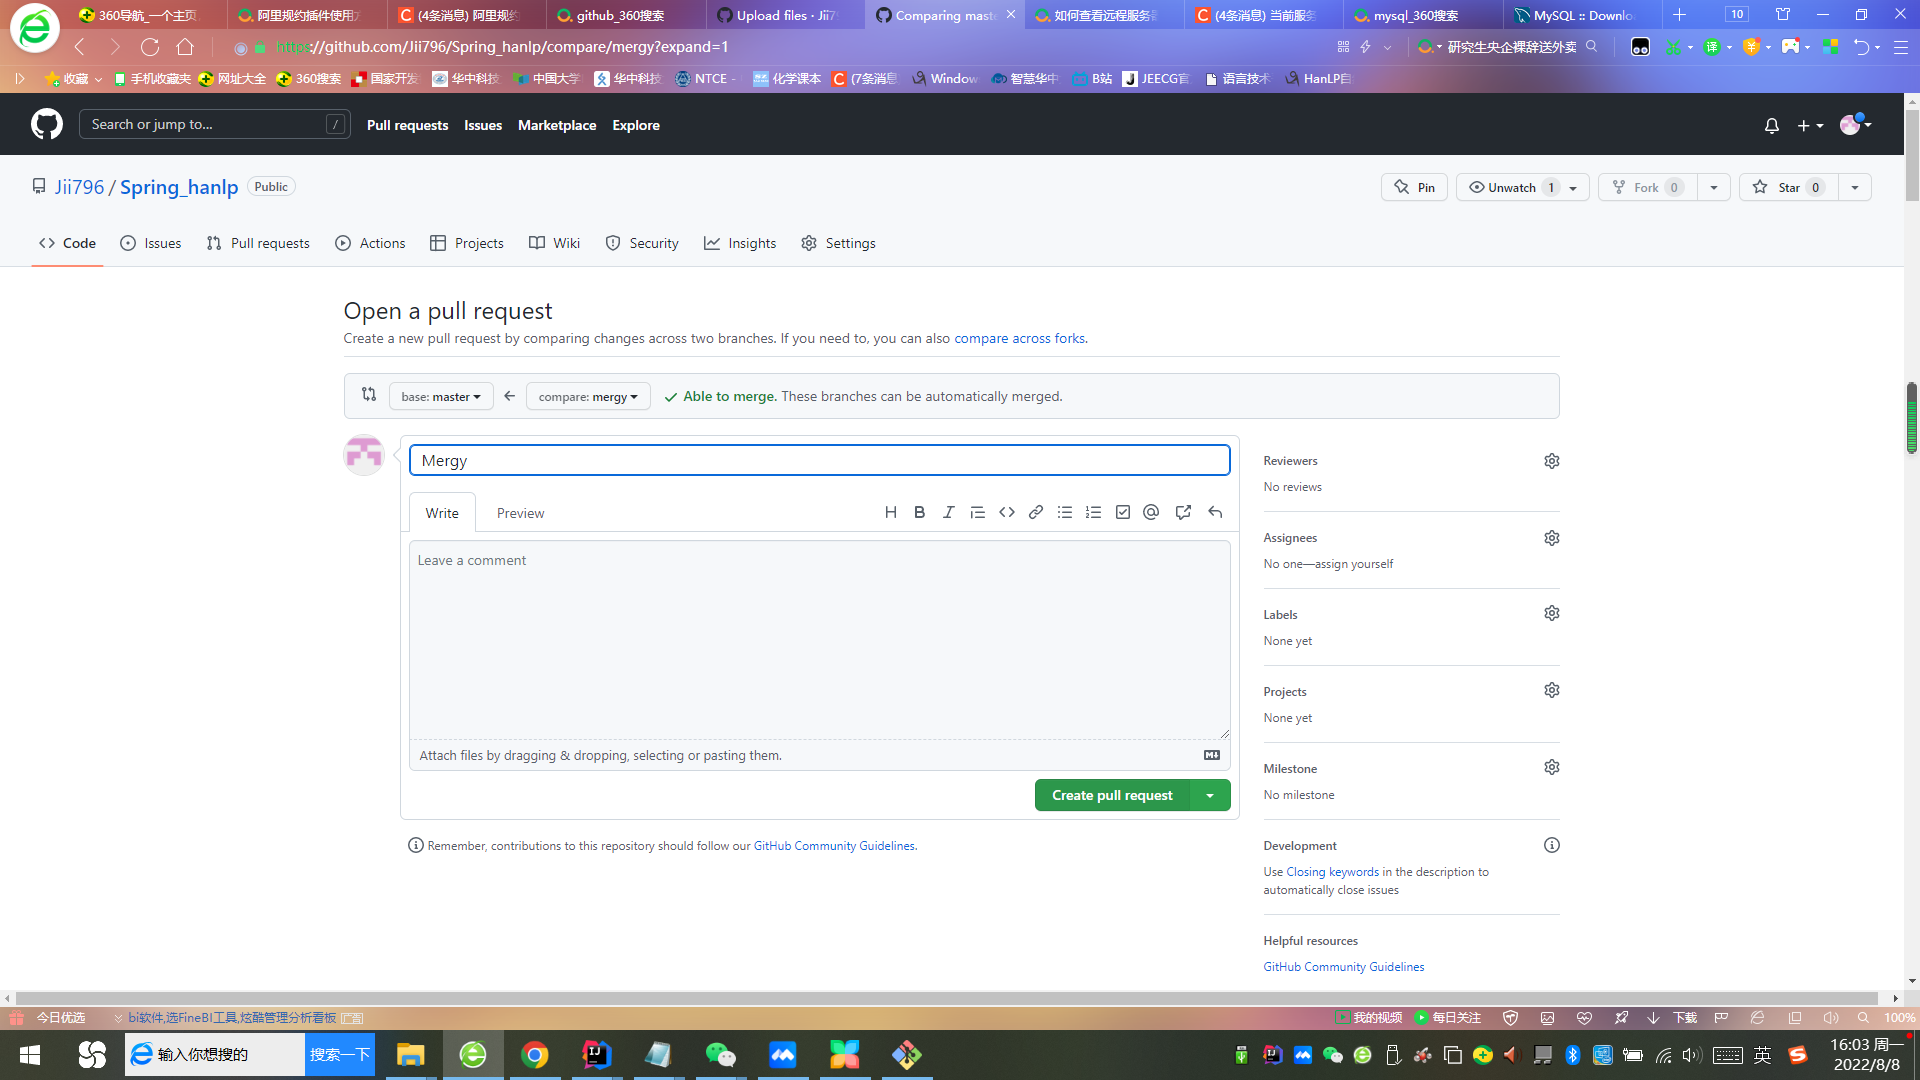 360导航_一个主页
阿里规约插件使用方
(4条消息) 阿里规约
github_360搜索
Upload files · Jii79
Comparing mast
如何查看远程服务器
(4条消息) 当前服务
mysql_360搜索
MySQL :: Downlo
10
https://github.com/Jii796/Spring_hanlp/compare/mergy?expand=1
研究生央企裸辞送外卖
收藏
手机收藏夹
网址大全
360搜索
国家开发
华中科技
中国大学
华中科技
NTCE -
化学课本
(7条消息
Window
智慧华中
B站
JEECG官
语言技术
HanLP自
Search or jump to...
/
Pull requests
Issues
Marketplace
Explore
Jii796 / Spring_hanlp
Public
Pin
Unwatch 1
Fork 0
Star 0
Code
Issues
Pull requests
Actions
Projects
Wiki
Security
Insights
Settings
Open a pull request
Create a new pull request by comparing changes across two branches. If you need to, you can also compare across forks.
base: master
compare: mergy
Able to merge. These branches can be automatically merged.
Mergy
Write
Preview
Leave a comment
Attach files by dragging & dropping, selecting or pasting them.
Create pull request
Remember, contributions to this repository should follow our GitHub Community Guidelines.
Reviewers
No reviews
Assignees
No one—assign yourself
Labels
None yet
Projects
None yet
Milestone
No milestone
Development
Use Closing keywords in the description to
automatically close issues
Helpful resources
GitHub Community Guidelines
今日优选
bi软件,选FineBI工具,炫酷管理分析看板
广告
我的视频
每日关注
下载
100%
输入你想搜的
搜索一下
英
16:03 周一
2022/8/8